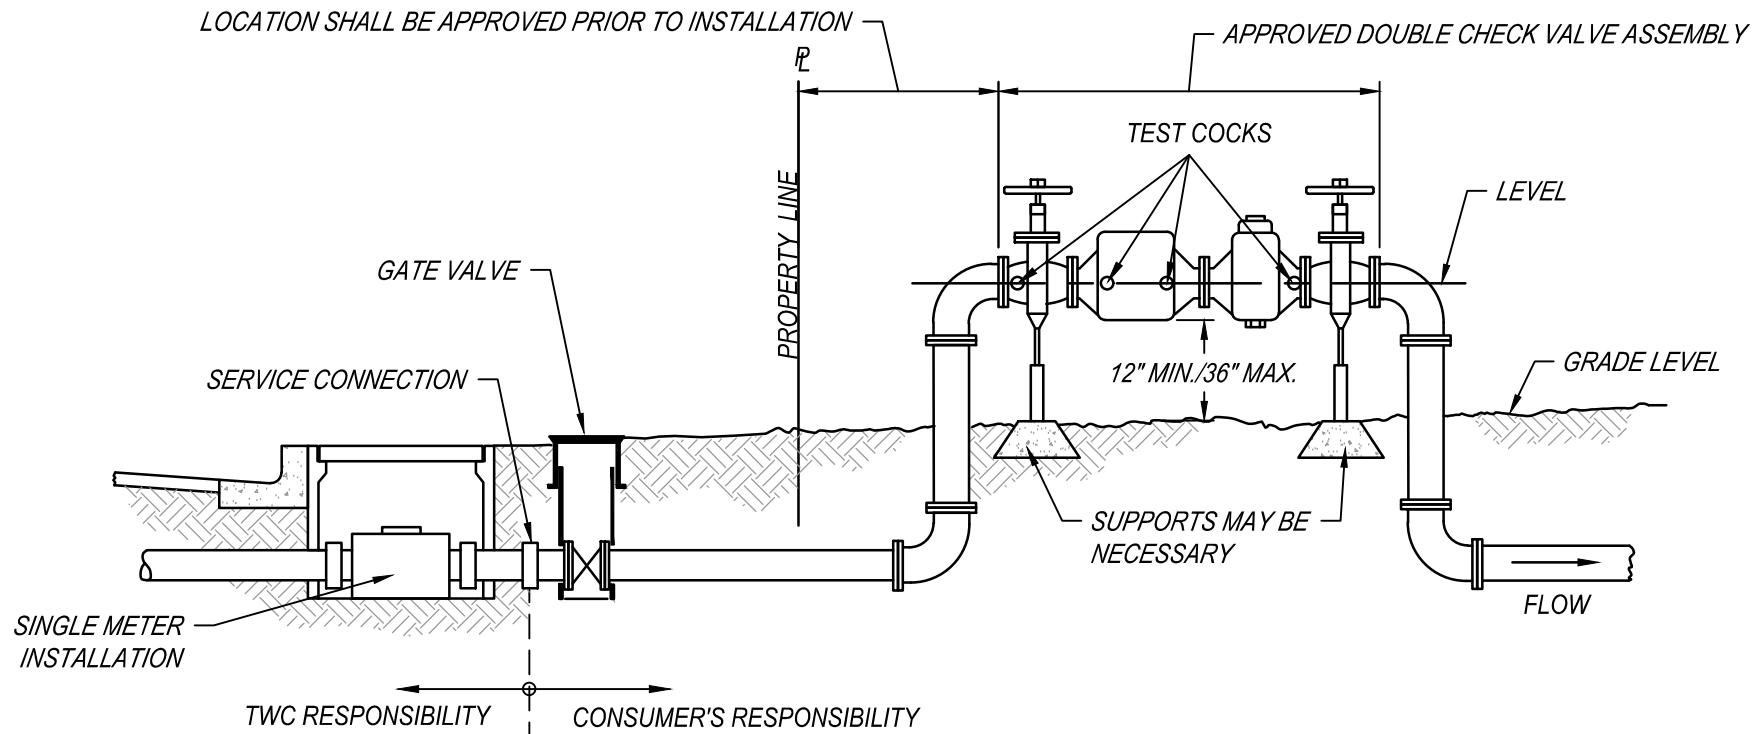 LOCATION SHALL BE APPROVED PRIOR TO INSTALLATION
PL
APPROVED DOUBLE CHECK VALVE ASSEMBLY
TEST COCKS
LEVEL
PROPERTY LINE
GATE VALVE
SERVICE CONNECTION
12" MIN./36" MAX.
GRADE LEVEL
SUPPORTS MAY BE
NECESSARY
FLOW
SINGLE METER
INSTALLATION
TWC RESPONSIBILITY
CONSUMER'S RESPONSIBILITY